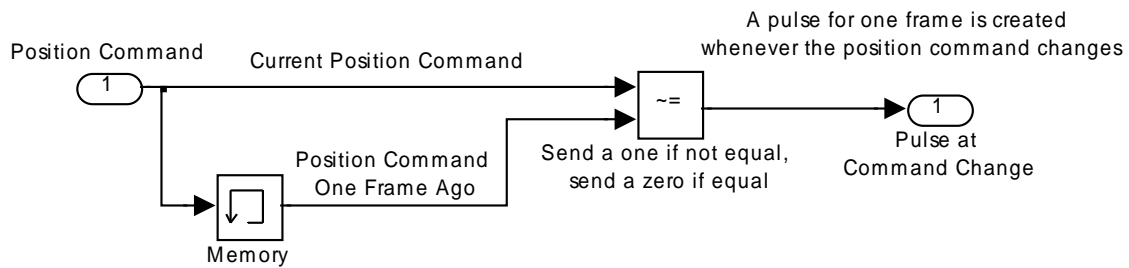 A pulse for one frame is created
whenever the position command changes
Position Command
1
Current Position Command
~=
1
Pulse at
Command Change
Send a one if not equal,
send a zero if equal
Position Command
One Frame Ago
Memory